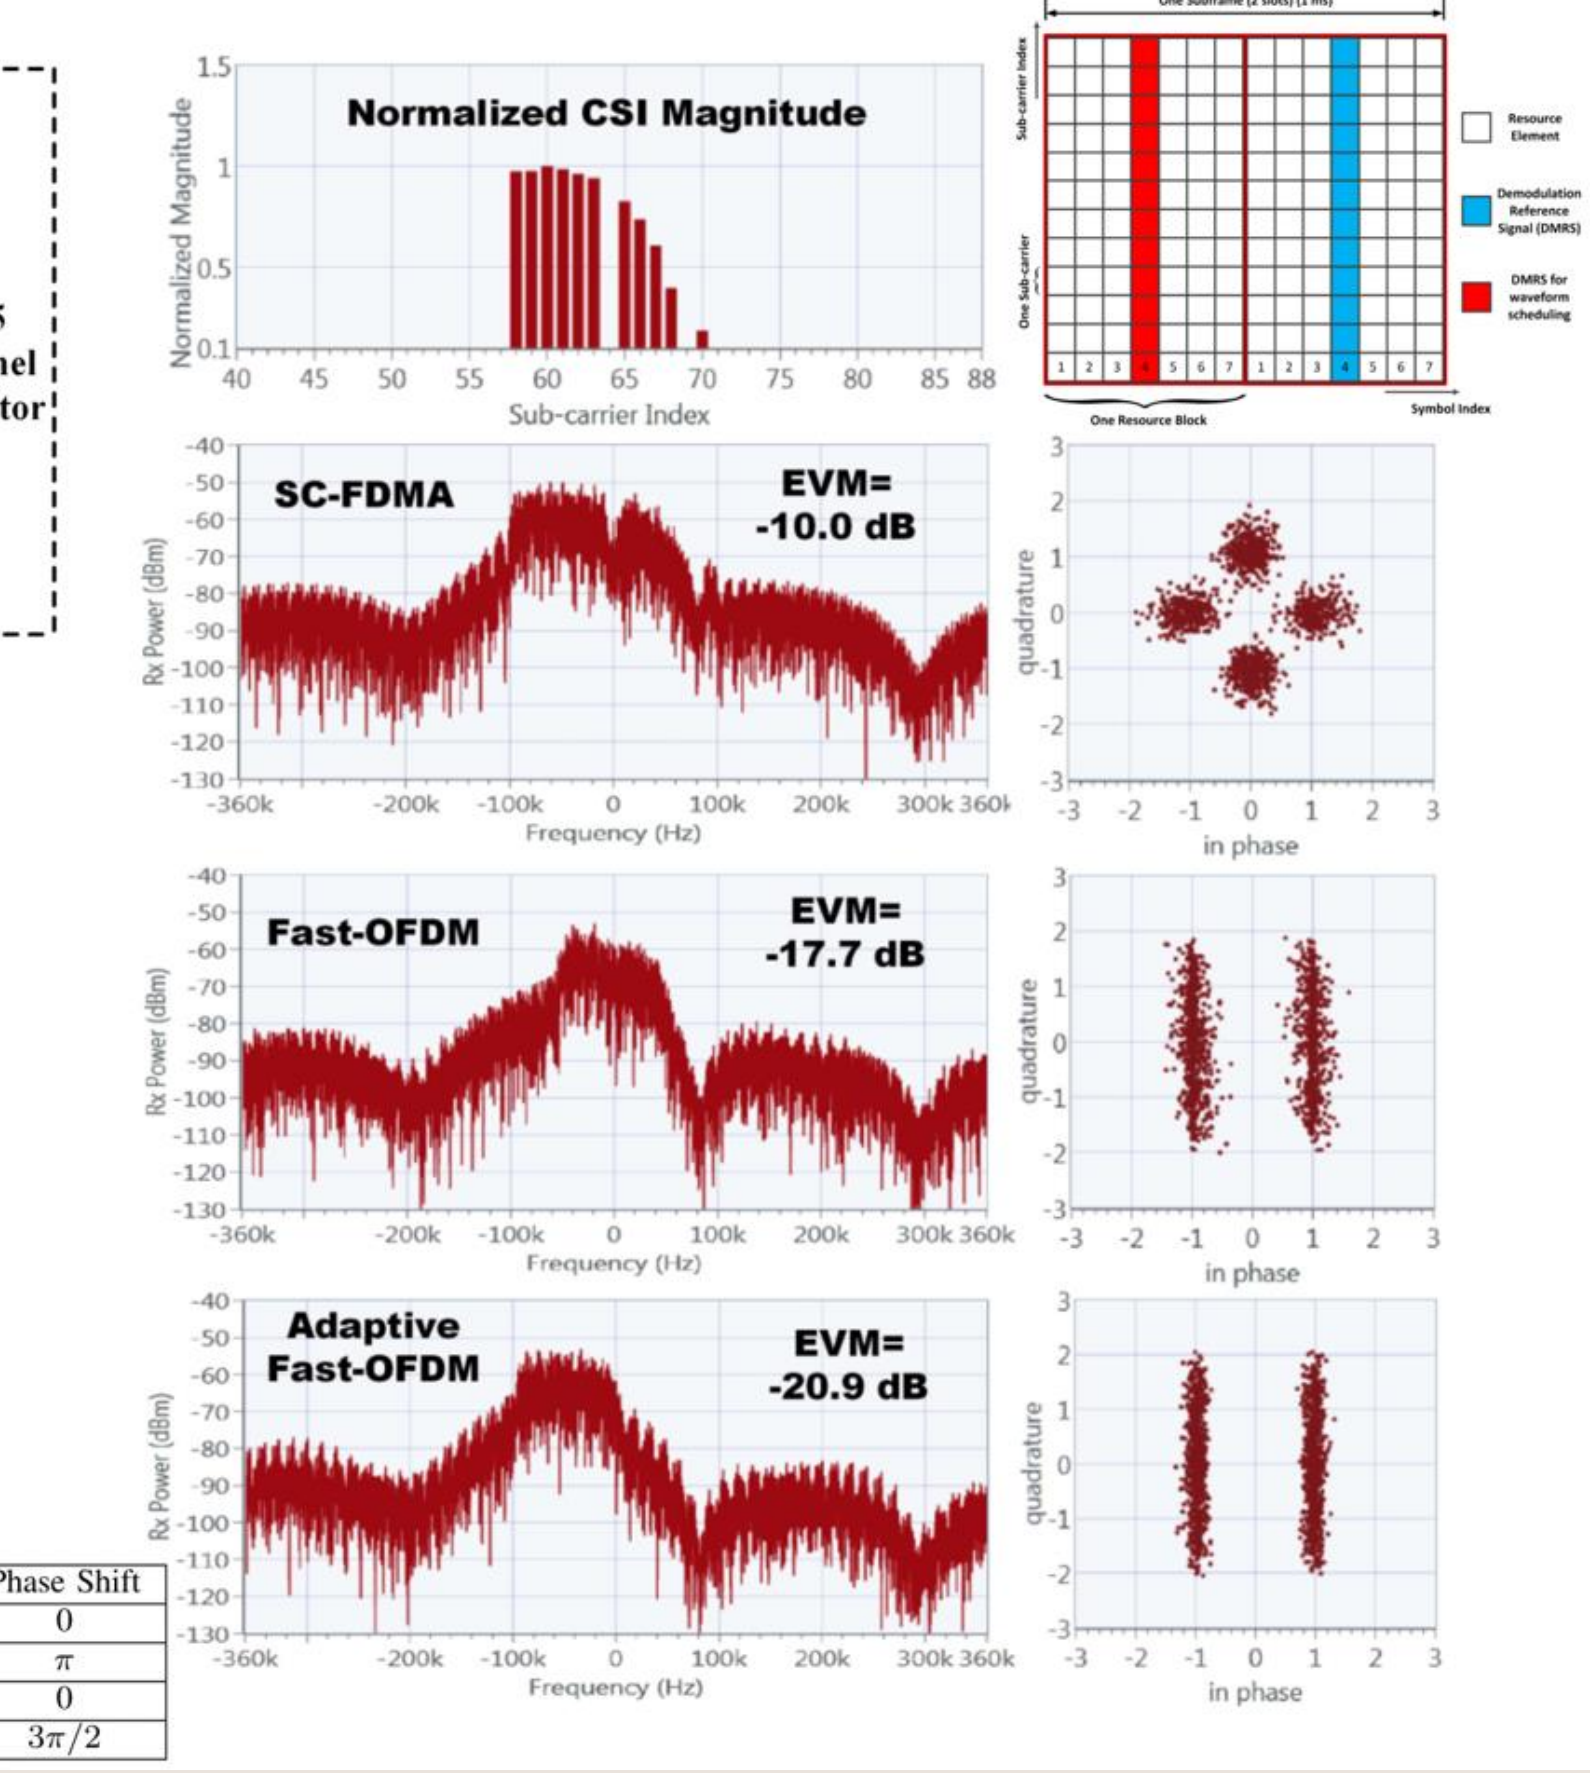 One Subframe (2 slots) (1 ms)
5
nel
tor
1.5
1
0.5
0.1
Normalized Magnitude
Normalized CSI Magnitude
40 45 50 55 60 65 70 75 80 85 88
Sub-carrier Index
Sub-carrier Index
One Sub-carrier
1 2 3 4 5 6 7 1 2 3 4 5 6 7
One Resource Block
Symbol Index
Resource
Element
Demodulation
Reference
Signal (DMRS)
DMRS for
waveform
scheduling
-40
-50
-60
-70
-80
-90
-100
-110
-120
-130
Rx Power (dBm)
SC-FDMA
EVM=
-10.0 dB
-360k -200k -100k 0 100k 200k 300k 360k
Frequency (Hz)
3
2
1
0
-1
-2
-3
quadrature
-3 -2 -1 0 1 2 3
in phase
-40
-50
-60
-70
-80
-90
-100
-110
-120
-130
Rx Power (dBm)
Fast-OFDM
EVM=
-17.7 dB
-360k -200k -100k 0 100k 200k 300k 360k
Frequency (Hz)
3
2
1
0
-1
-2
-3
quadrature
-3 -2 -1 0 1 2 3
in phase
-40
-50
-60
-70
-80
-90
-100
-110
-120
-130
Rx Power (dBm)
Adaptive
Fast-OFDM
EVM=
-20.9 dB
-360k -200k -100k 0 100k 200k 300k 360k
Frequency (Hz)
3
2
1
0
-1
-2
-3
quadrature
-3 -2 -1 0 1 2 3
in phase
Phase Shift
0
π
0
3π/2